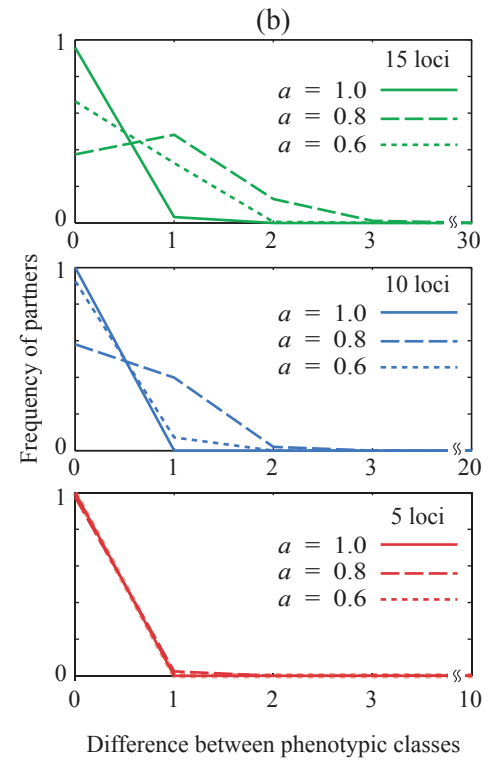 (b)
1
15 loci
a = 1.0
a = 0.8
a = 0.6
0
0 1 2 3 30
1
10 loci
a = 1.0
a = 0.8
a = 0.6
0
0 1 2 3 20
Frequency of partners
1
5 loci
a = 1.0
a = 0.8
a = 0.6
0
0 1 2 3 10
Difference between phenotypic classes